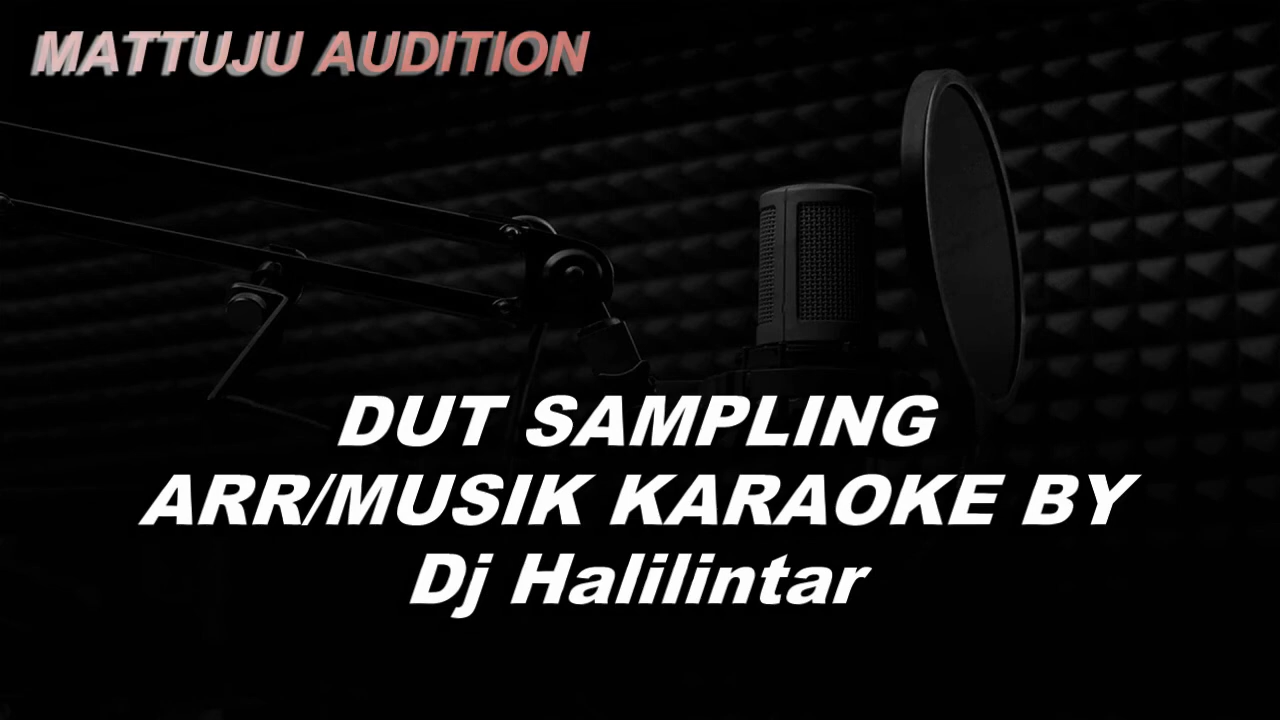 MATTUJU AUDITION
DUT SAMPLING
ARR/MUSIK KARAOKE BY
Dj Halilintar